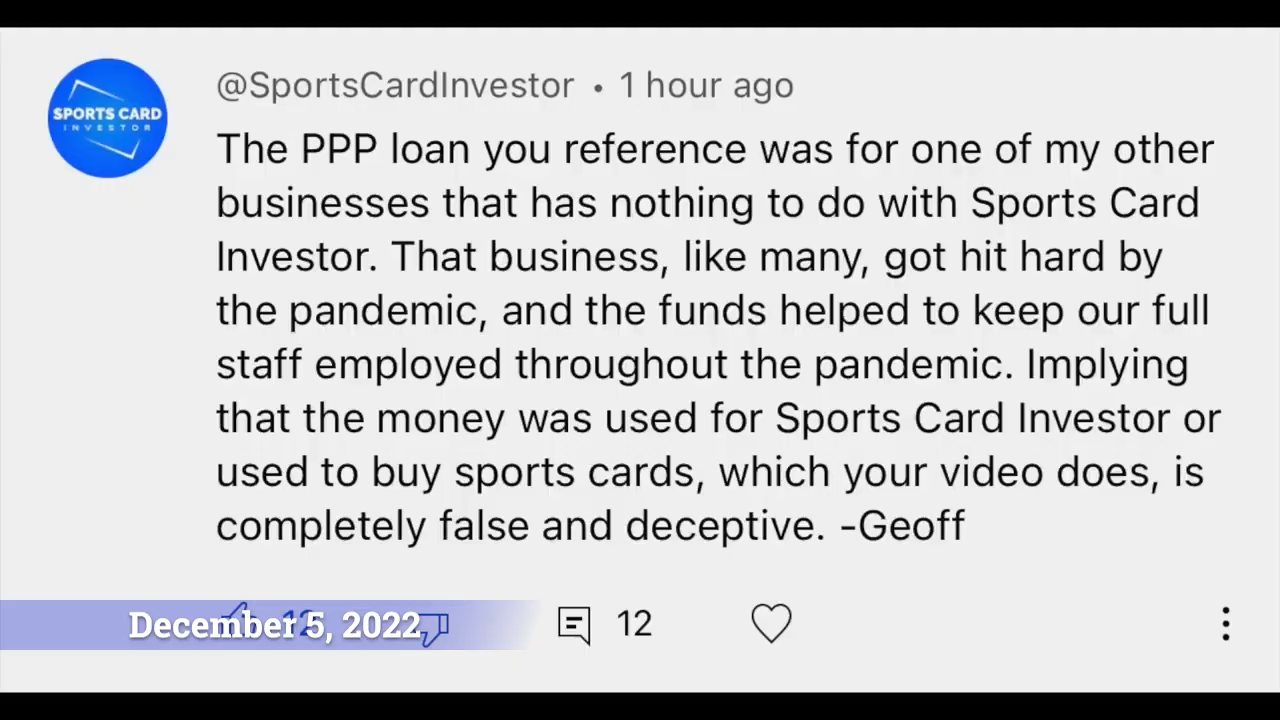 SPORTS CARD
INVESTOR
@SportsCardInvestor • 1 hour ago
The PPP loan you reference was for one of my other
businesses that has nothing to do with Sports Card
Investor. That business, like many, got hit hard by
the pandemic, and the funds helped to keep our full
staff employed throughout the pandemic. Implying
that the money was used for Sports Card Investor or
used to buy sports cards, which your video does, is
completely false and deceptive. -Geoff
12
December 5, 2022
12